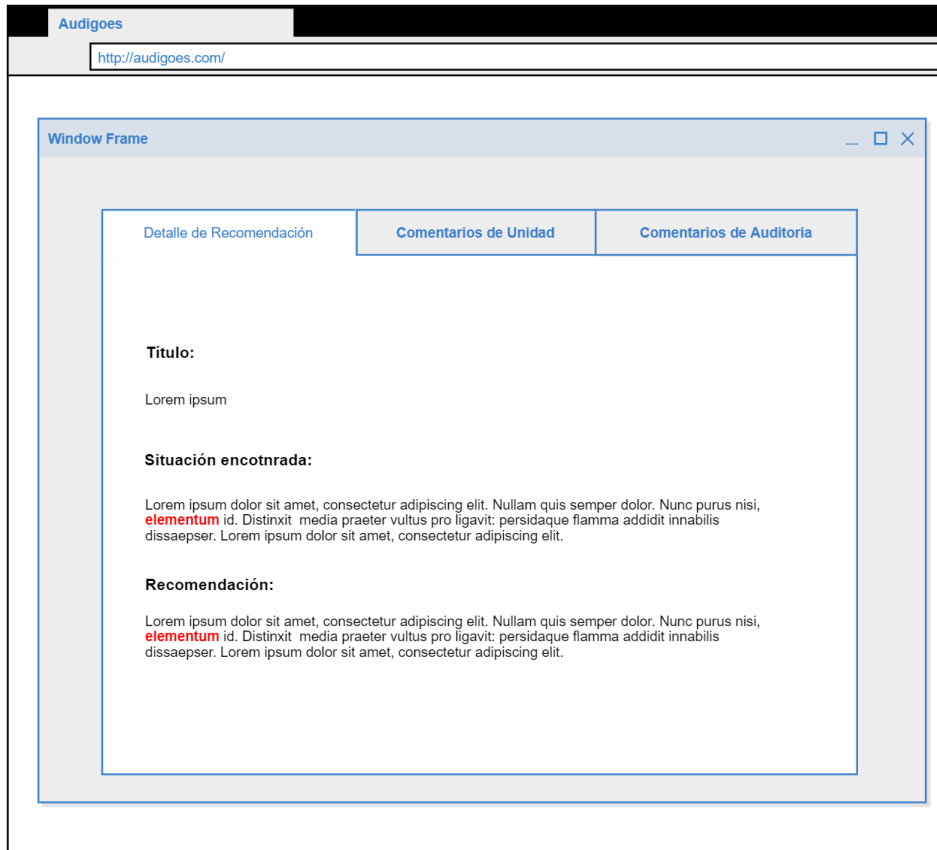 Audigoes
http://audigoes.com/
Window Frame
Detalle de Recomendación
Comentarios de Unidad
Comentarios de Auditoria
Título:
Lorem ipsum
Situación encotnrada:
Lorem ipsum dolor sit amet, consectetur adipiscing elit. Nullam quis semper dolor. Nunc purus nisi,
elementum id. Distinxit  media praeter vultus pro ligavit: persidaque flamma addidit innabilis
dissaepser. Lorem ipsum dolor sit amet, consectetur adipiscing elit.
Recomendación:
Lorem ipsum dolor sit amet, consectetur adipiscing elit. Nullam quis semper dolor. Nunc purus nisi,
elementum id. Distinxit  media praeter vultus pro ligavit: persidaque flamma addidit innabilis
dissaepser. Lorem ipsum dolor sit amet, consectetur adipiscing elit.